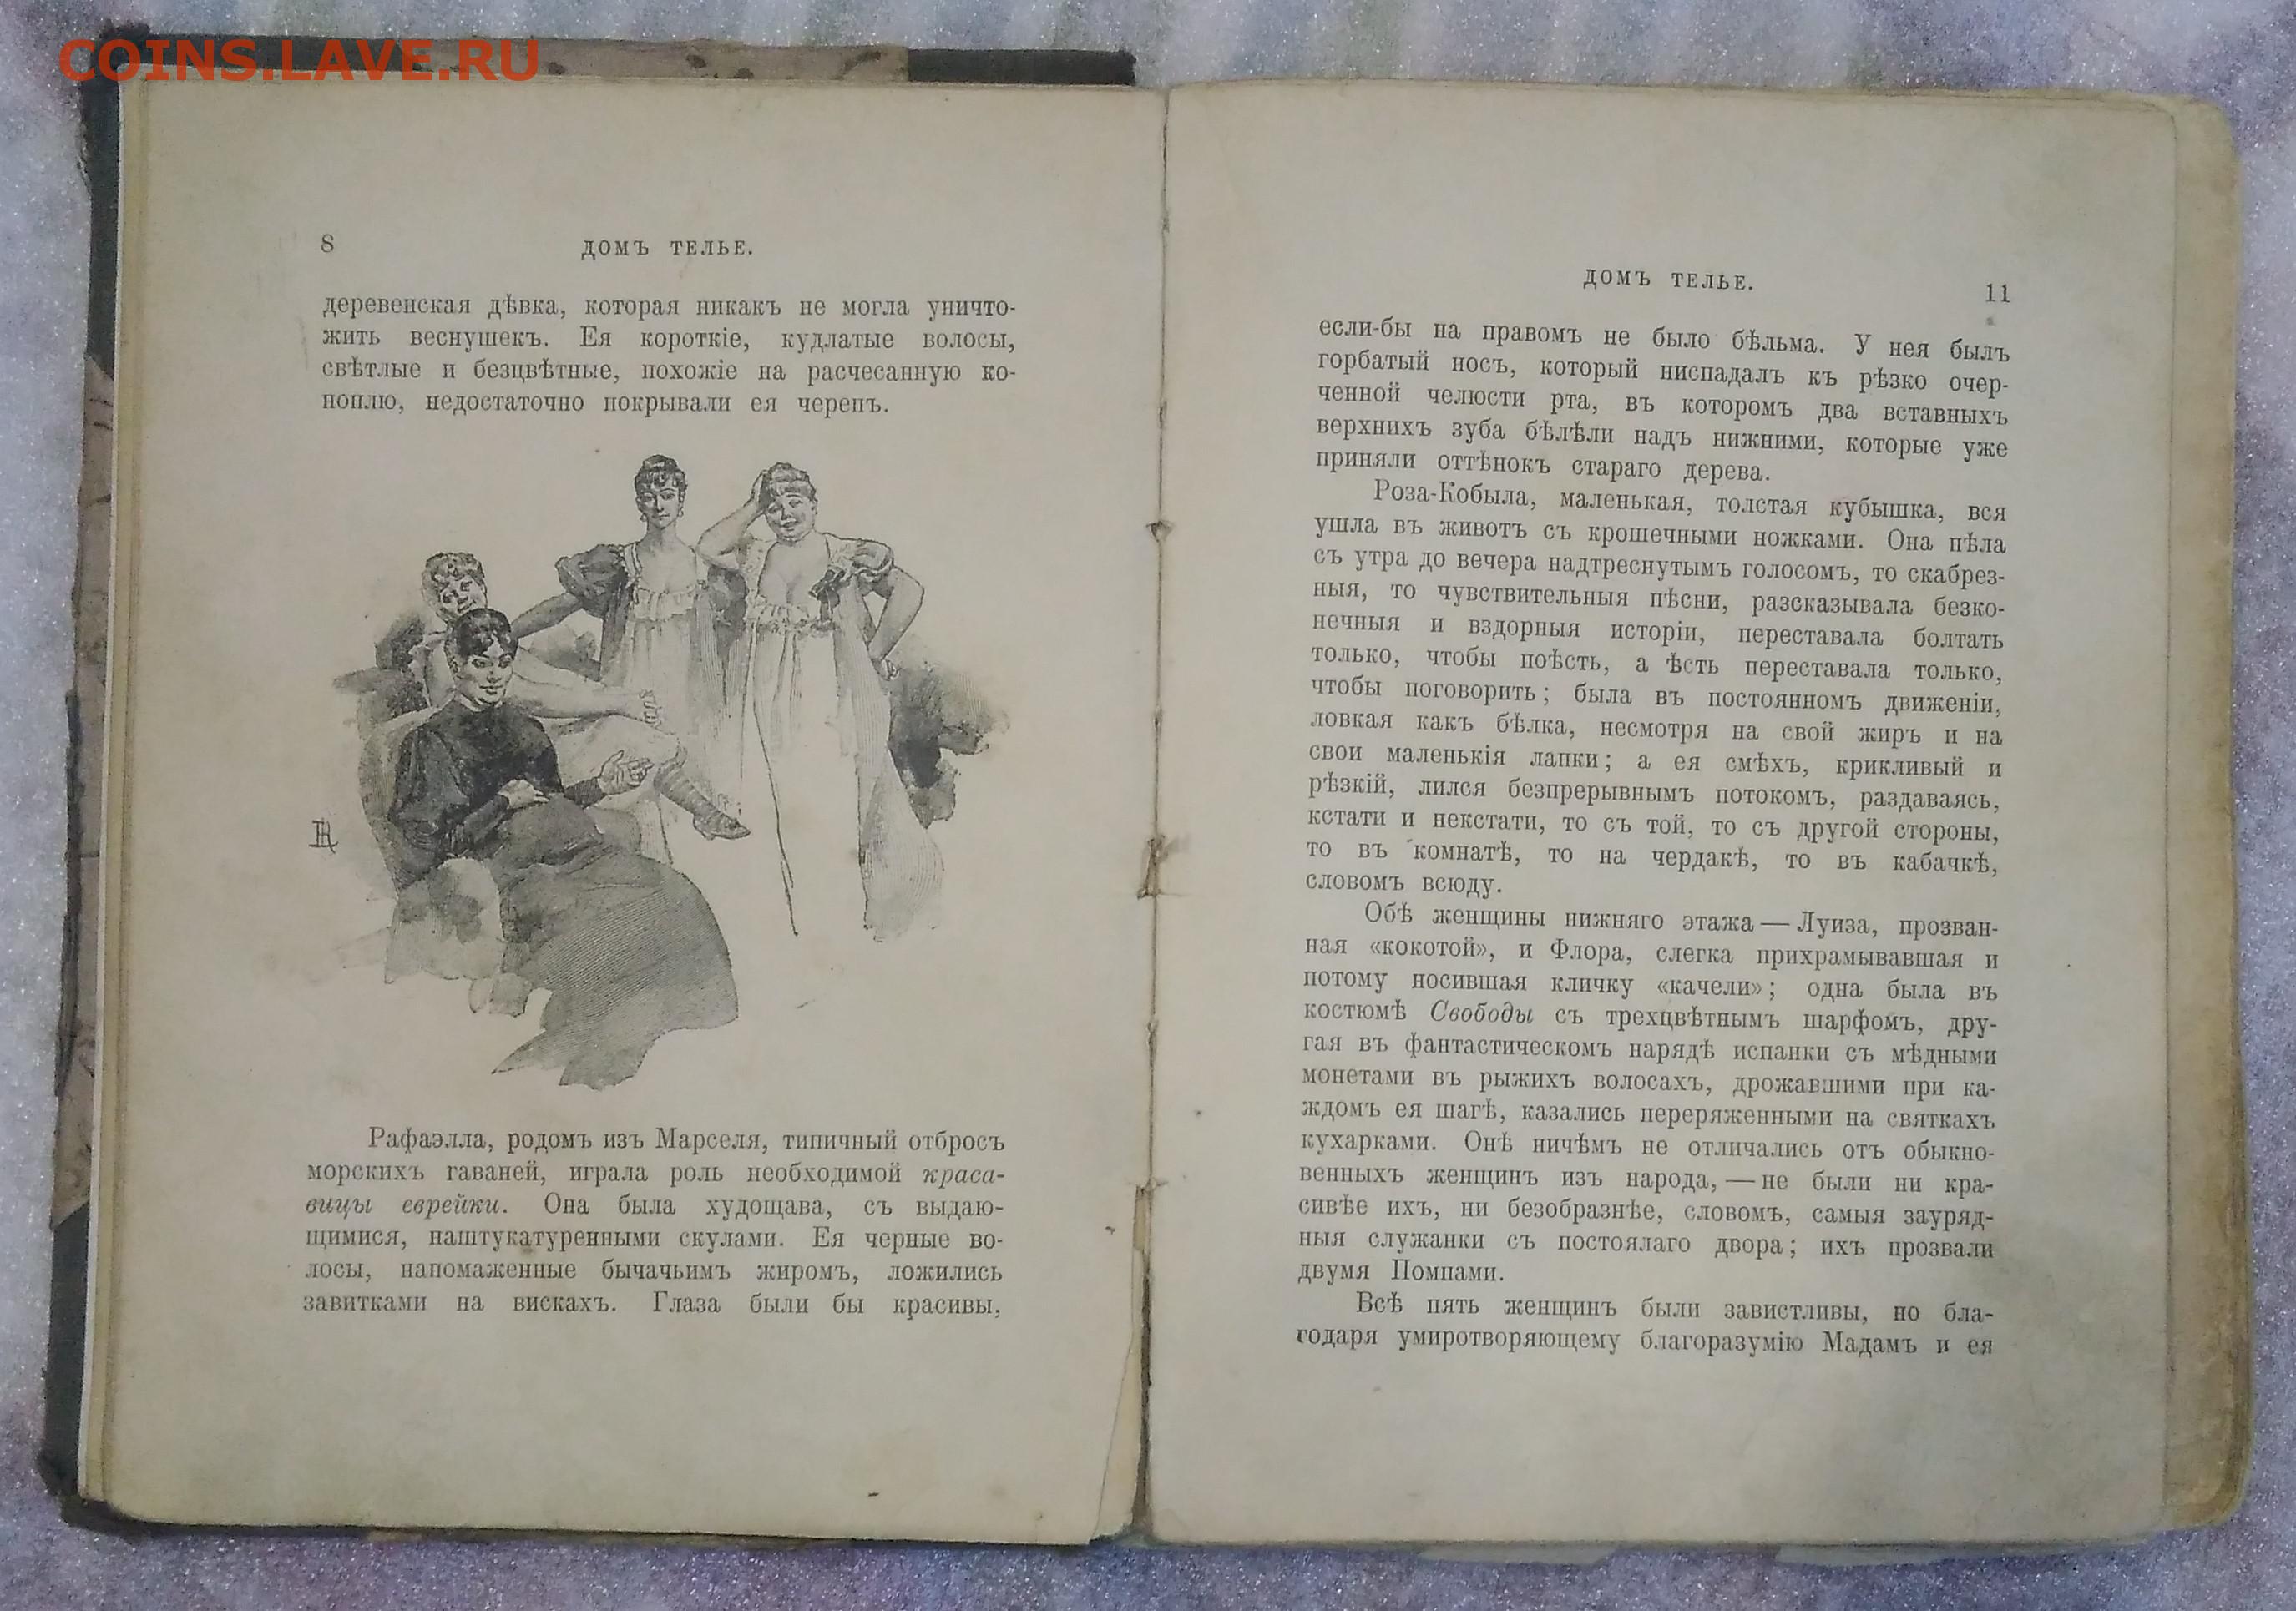 COINS.LAVE.RU
8
ДОМЪ ТЕЛЬЕ.
деревенская дѣвка, которая никакъ не могла уничто-
жить веснушекъ. Ея короткіе, кудлатые волосы,
свѣтлые и безцвѣтные, похожіе на расчесанную ко-
ноплю, недостаточно покрывали ея черепъ.
Рафаэлла, родомъ изъ Марселя, типичный отбросъ
морскихъ гаваней, играла роль необходимой краса-
вицы еврейки. Она была худощава, съ выдаю-
щимися, наштукатуренными скулами. Ея черные во-
лосы, напомаженные бычачьимъ жиромъ, ложились
завитками на вискахъ. Глаза были бы красивы,
ДОМЪ ТЕЛЬЕ.
11
если-бы на правомъ не было бѣльма. У нея былъ
горбатый носъ, который ниспадалъ къ рѣзко очер-
ченной челюсти рта, въ которомъ два вставныхъ
верхнихъ зуба бѣлѣли надъ нижними, которые уже
приняли оттѣнокъ стараго дерева.
Роза-Кобыла, маленькая, толстая кубышка, вся
ушла въ животъ съ крошечными ножками. Она пѣла
съ утра до вечера надтреснутымъ голосомъ, то скабрез-
ныя, то чувствительныя пѣсни, разсказывала безко-
нечныя и вздорныя исторіи, переставала болтать
только, чтобы поѣсть, а ѣсть переставала только,
чтобы поговорить; была въ постоянномъ движеніи,
ловкая какъ бѣлка, несмотря на свой жиръ и на
свои маленькія лапки; а ея смѣхъ, крикливый и
рѣзкій, лился безпрерывнымъ потокомъ, раздаваясь,
кстати и некстати, то съ той, то съ другой стороны,
то въ комнатѣ, то на чердакѣ, то въ кабачкѣ,
словомъ всюду.
Обѣ женщины нижняго этажа — Луиза, прозван-
ная «кокотой», и Флора, слегка прихрамывавшая и
потому носившая кличку «качели»; одна была въ
костюмѣ Свободы съ трехцвѣтнымъ шарфомъ, дру-
гая въ фантастическомъ нарядѣ испанки съ мѣдными
монетами въ рыжихъ волосахъ, дрожавшими при ка-
ждомъ ея шагѣ, казались переряженными на святкахъ
кухарками. Онѣ ничѣмъ не отличались отъ обыкно-
венныхъ женщинъ изъ народа, — не были ни кра-
сивѣе ихъ, ни безобразнѣе, словомъ, самыя зауряд-
ныя служанки съ постоялаго двора; ихъ прозвали
двумя Помпами.
Всѣ пять женщинъ были завистливы, но бла-
годаря умиротворяющему благоразумію Мадамъ и ея